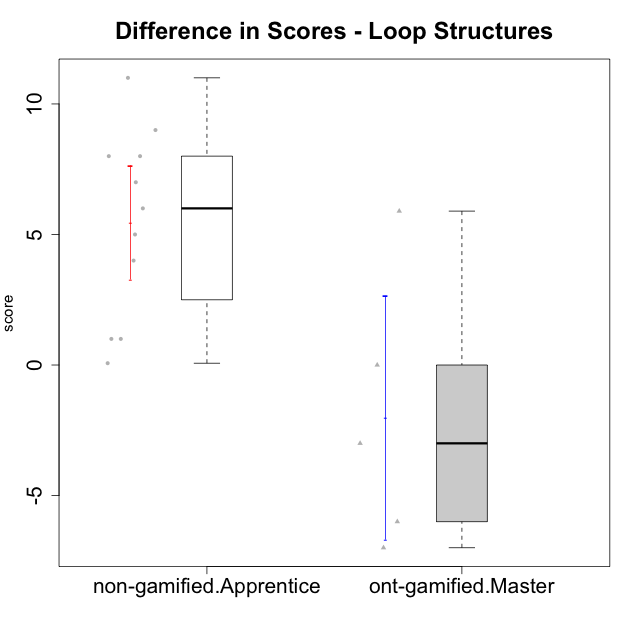 Difference in Scores - Loop Structures
10
5
0
-5
score
non-gamified.Apprentice
ont-gamified.Master